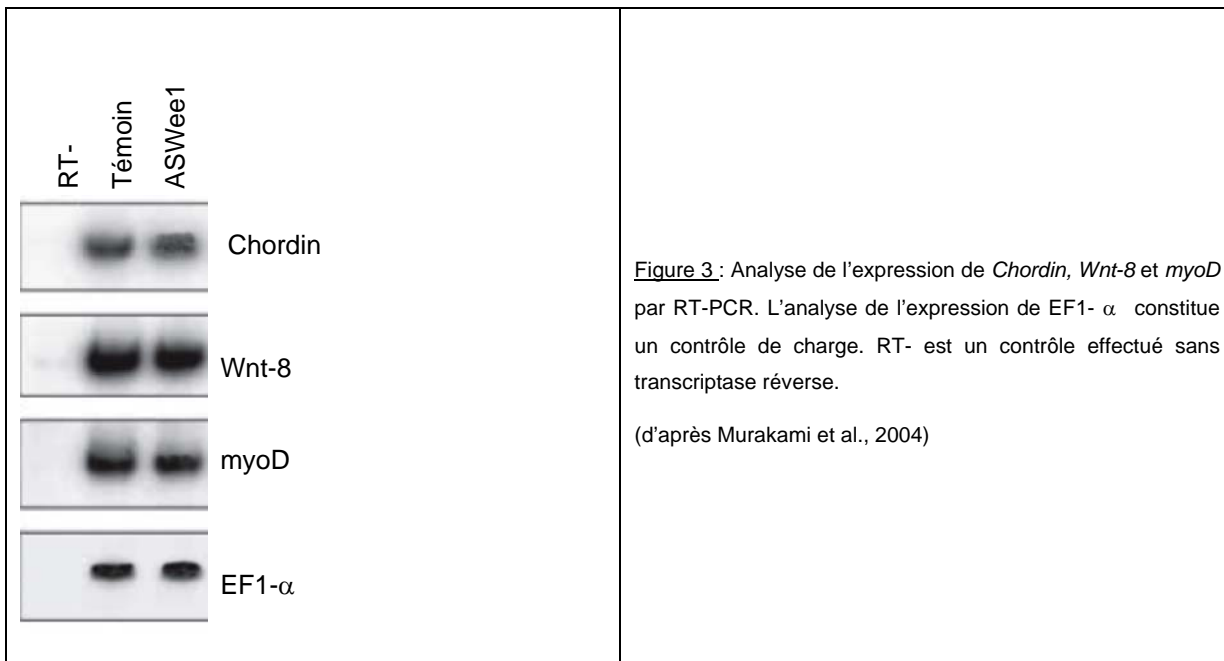 RT-
Témoin
ASWee1
Chordin
Wnt-8
myoD
EF1-α
Figure 3 : Analyse de l’expression de Chordin, Wnt-8 et myoD
par RT-PCR. L’analyse de l’expression de EF1- α constitue
un contrôle de charge. RT- est un contrôle effectué sans
transcriptase réverse.
(d’après Murakami et al., 2004)